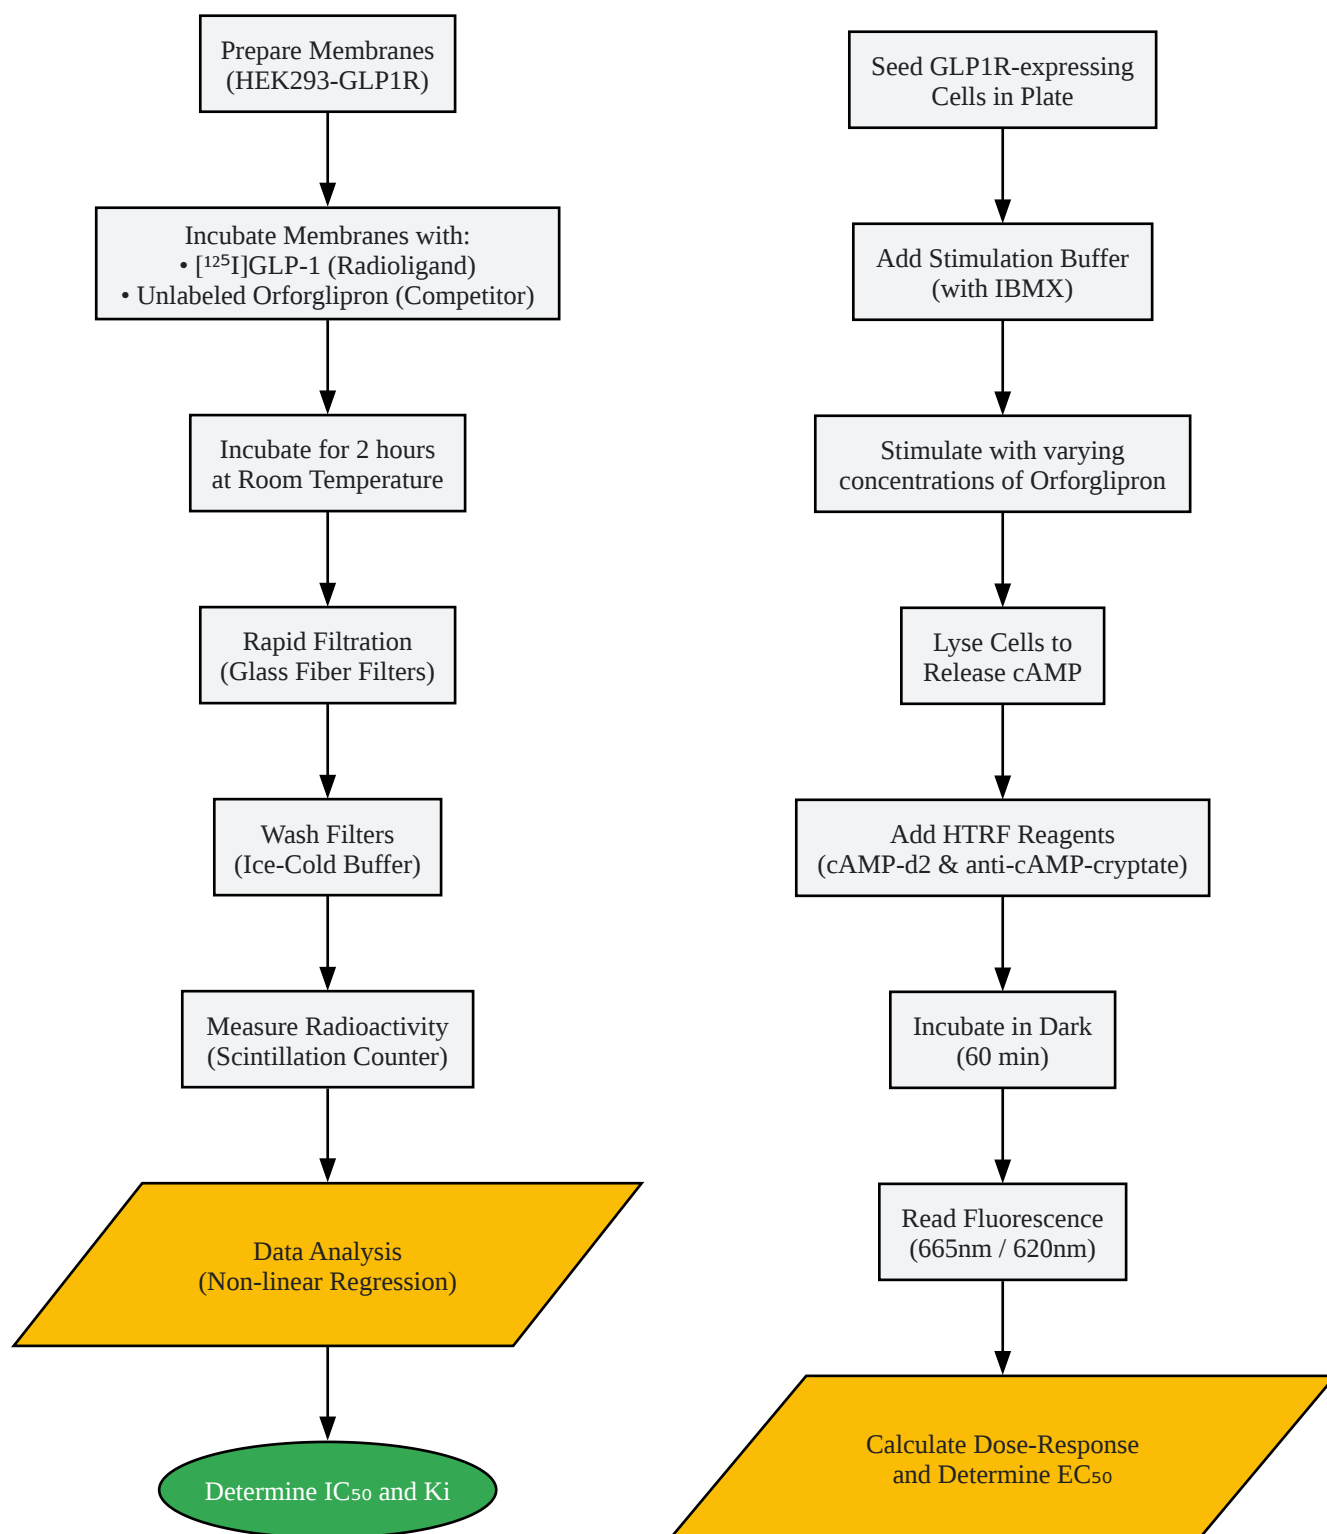 Prepare Membranes
(HEK293-GLP1R)
Incubate Membranes with:
• [¹²⁵I]GLP-1 (Radioligand)
• Unlabeled Orforglipron (Competitor)
Incubate for 2 hours
at Room Temperature
Rapid Filtration
(Glass Fiber Filters)
Wash Filters
(Ice-Cold Buffer)
Measure Radioactivity
(Scintillation Counter)
Data Analysis
(Non-linear Regression)
Determine IC₅₀ and Ki
Seed GLP1R-expressing
Cells in Plate
Add Stimulation Buffer
(with IBMX)
Stimulate with varying
concentrations of Orforglipron
Lyse Cells to
Release cAMP
Add HTRF Reagents
(cAMP-d2 & anti-cAMP-cryptate)
Incubate in Dark
(60 min)
Read Fluorescence
(665nm / 620nm)
Calculate Dose-Response
and Determine EC₅₀